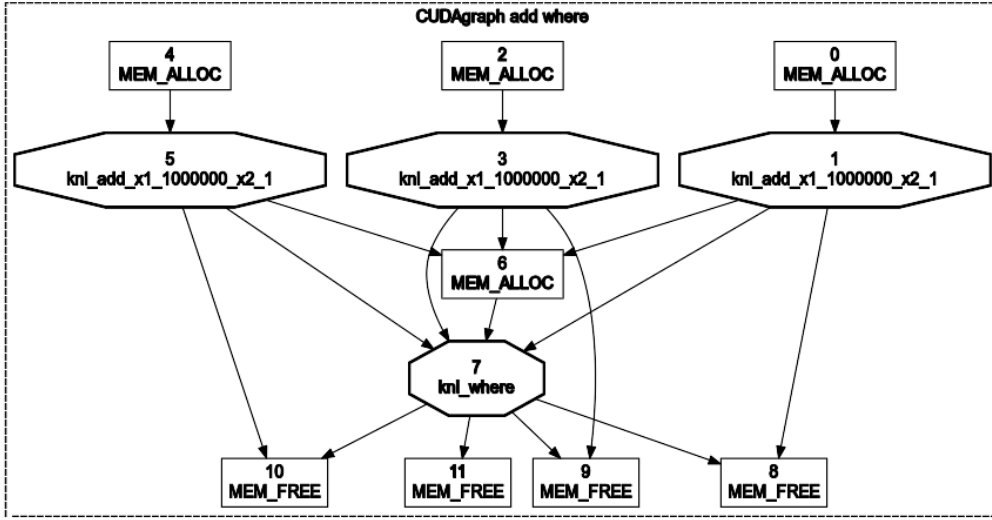 CUDAgraph add where
4
MEM_ALLOC
2
MEM_ALLOC
0
MEM_ALLOC
5
knl_add_x1_1000000_x2_1
3
knl_add_x1_1000000_x2_1
1
knl_add_x1_1000000_x2_1
6
MEM_ALLOC
7
knl_where
10
MEM_FREE
11
MEM_FREE
9
MEM_FREE
8
MEM_FREE